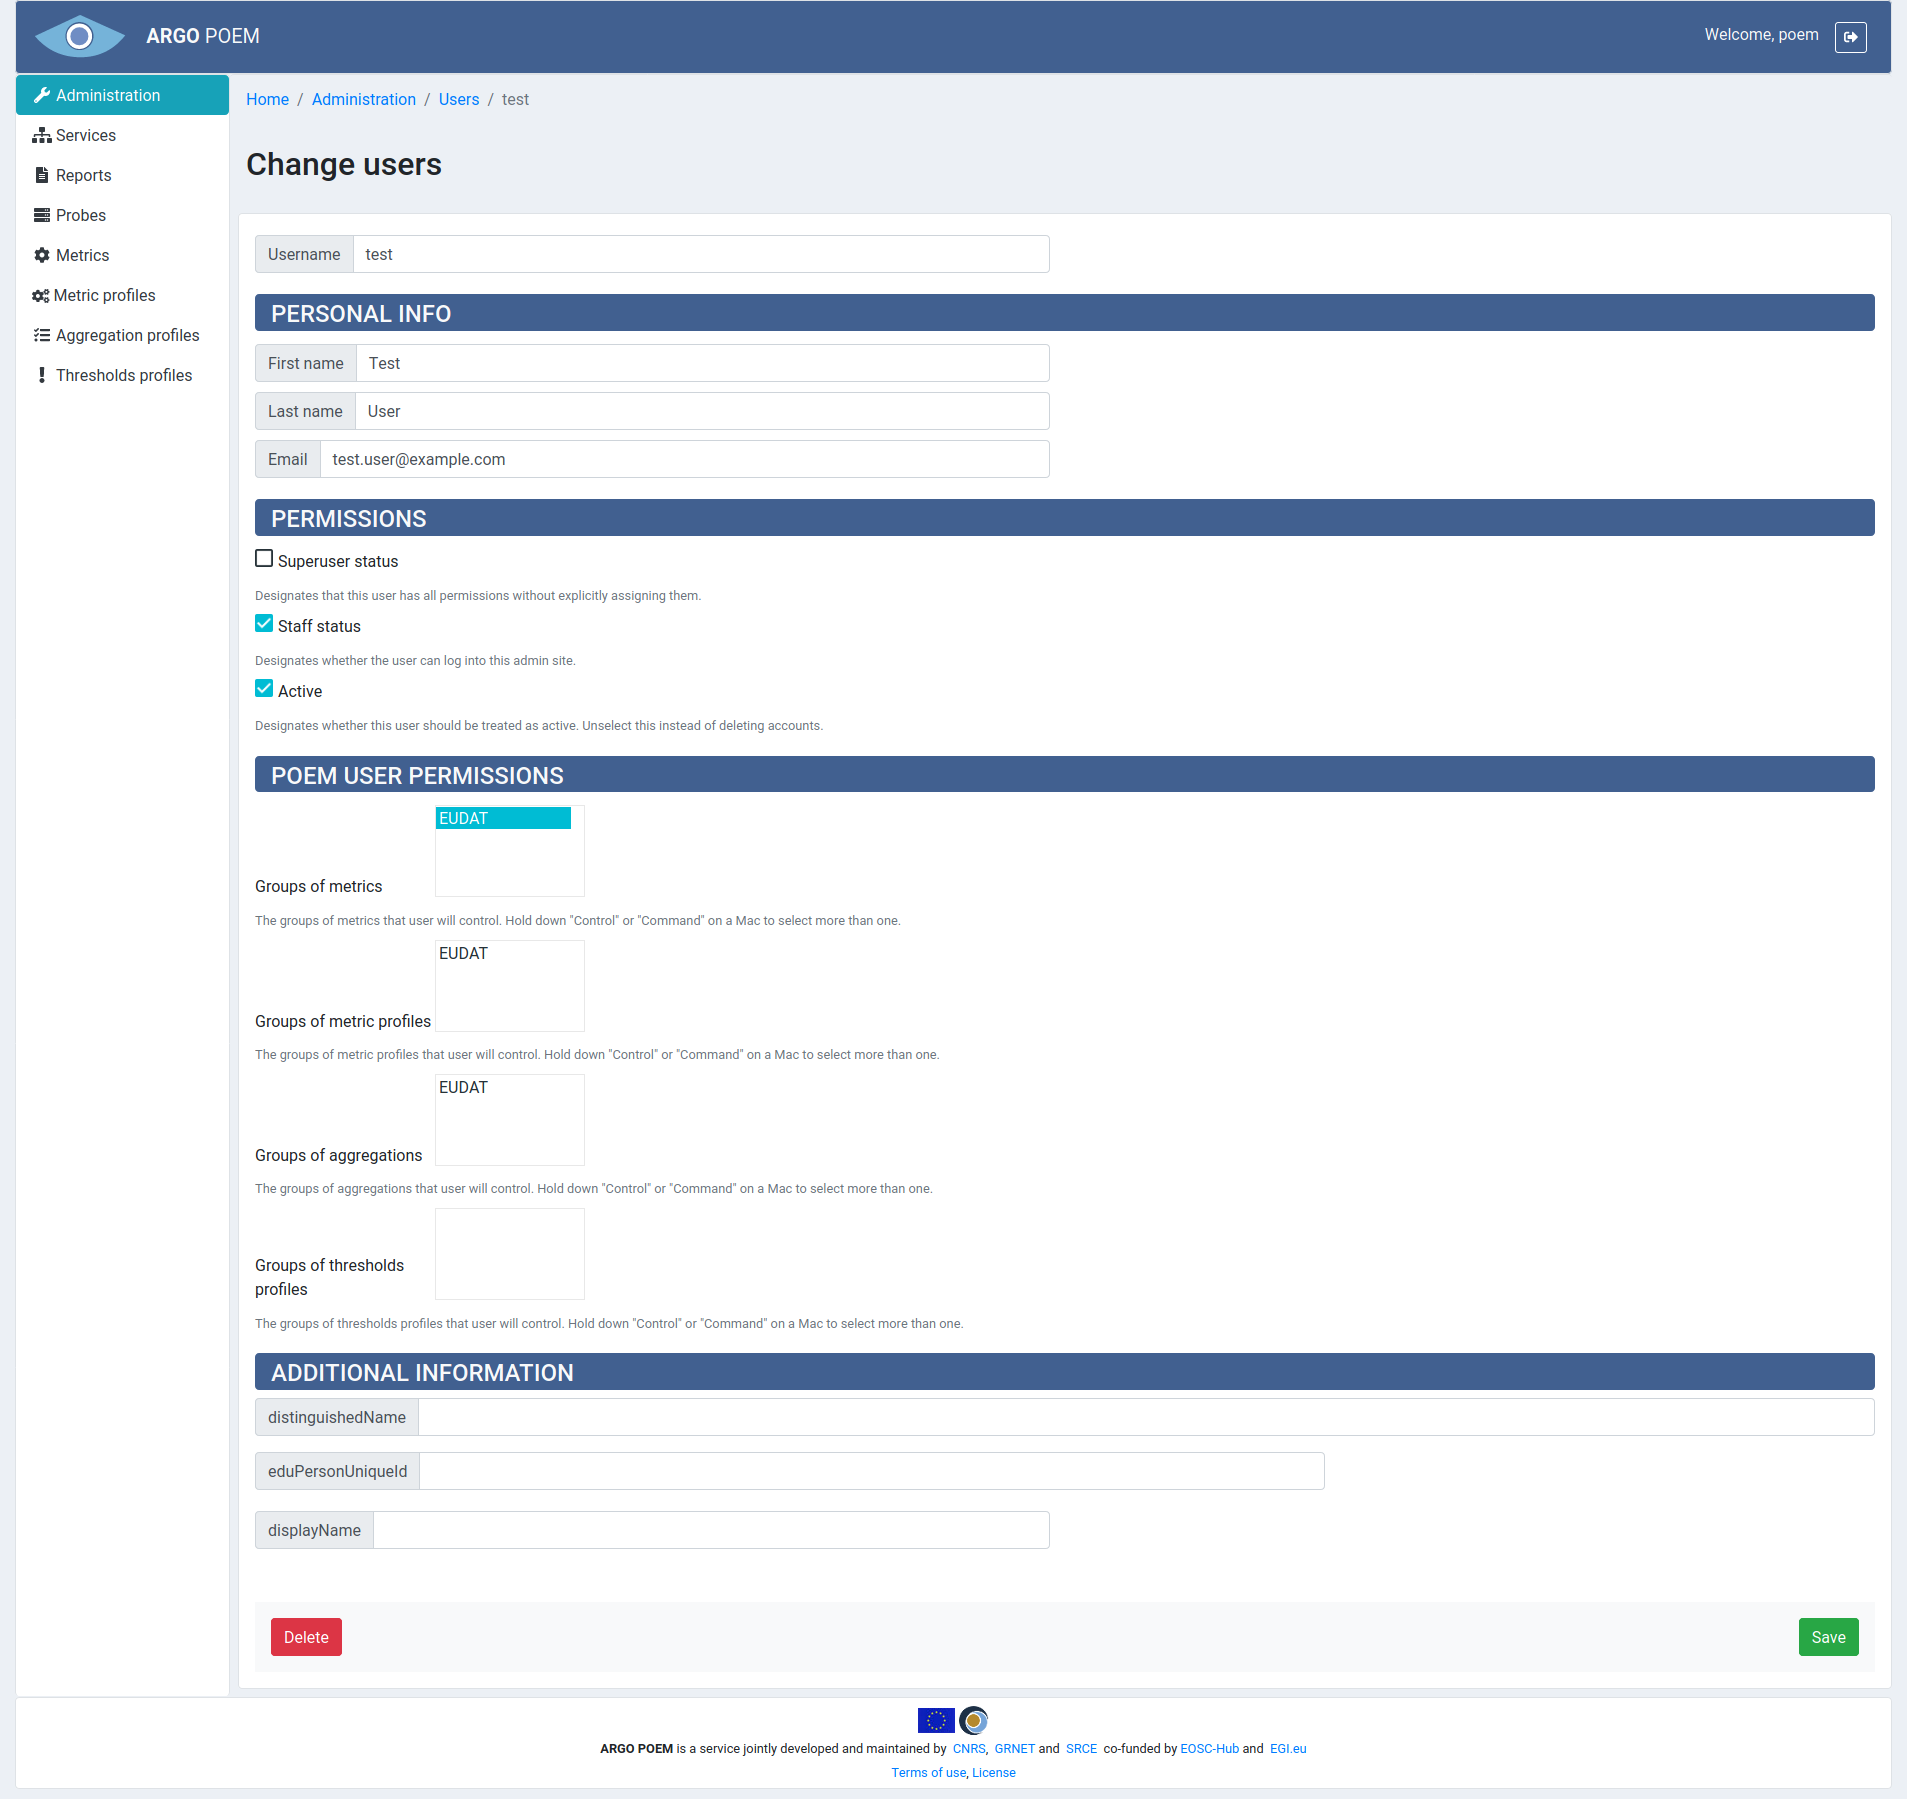 ARGO POEM
Welcome, poem
Administration
Services
Reports
Probes
Metrics
Metric profiles
Aggregation profiles
Thresholds profiles
Home / Administration / Users / test
Change users
Username test
PERSONAL INFO
First name Test
Last name User
Email test.user@example.com
PERMISSIONS
Superuser status
Designates that this user has all permissions without explicitly assigning them.
Staff status
Designates whether the user can log into this admin site.
Active
Designates whether this user should be treated as active. Unselect this instead of deleting accounts.
POEM USER PERMISSIONS
EUDAT
Groups of metrics
The groups of metrics that user will control. Hold down "Control" or "Command" on a Mac to select more than one.
EUDAT
Groups of metric profiles
The groups of metric profiles that user will control. Hold down "Control" or "Command" on a Mac to select more than one.
EUDAT
Groups of aggregations
The groups of aggregations that user will control. Hold down "Control" or "Command" on a Mac to select more than one.
Groups of thresholds
profiles
The groups of thresholds profiles that user will control. Hold down "Control" or "Command" on a Mac to select more than one.
ADDITIONAL INFORMATION
distinguishedName
eduPersonUniqueId
displayName
Delete
Save
ARGO POEM is a service jointly developed and maintained by CNRS, GRNET and SRCE co-funded by EOSC-Hub and EGI.eu
Terms of use, License